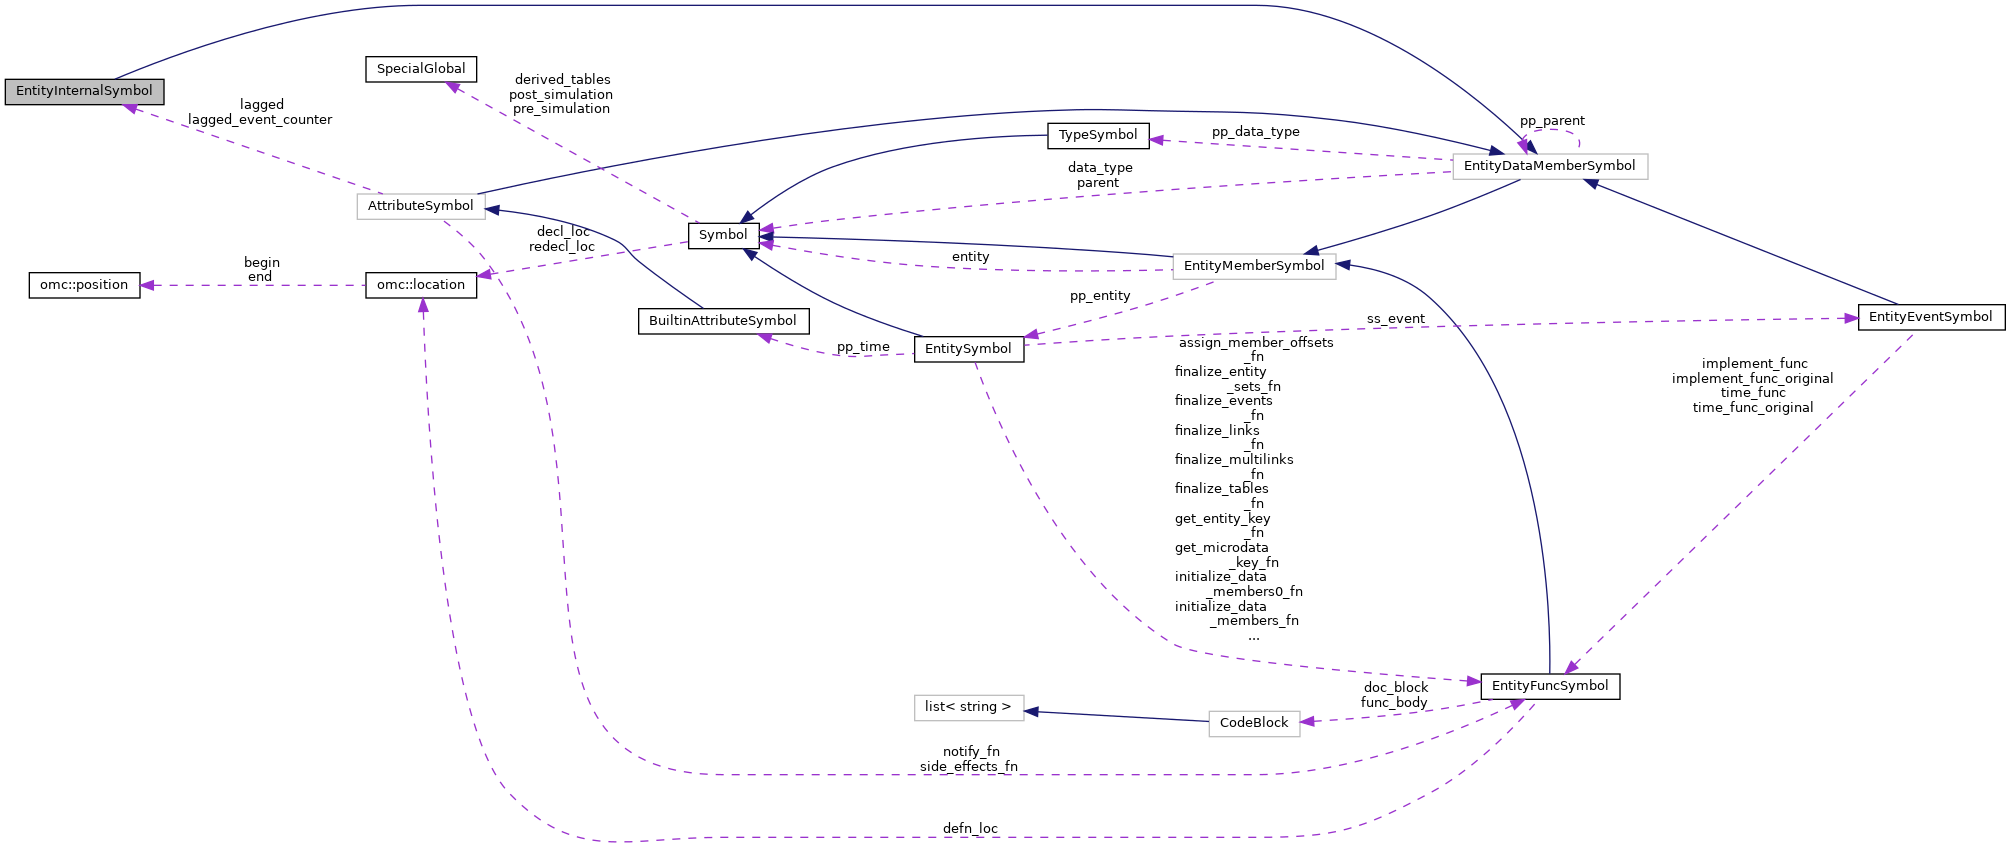 SpecialGlobal
derived_tables
post_simulation
pre_simulation
EntityInternalSymbol
lagged
lagged_event_counter
TypeSymbol
pp_data_type
pp_parent
EntityDataMemberSymbol
data_type
parent
AttributeSymbol
Symbol
decl_loc
redecl_loc
entity
EntityMemberSymbol
begin
end
omc::position
omc::location
pp_entity
BuiltinAttributeSymbol
pp_time
EntitySymbol
ss_event
EntityEventSymbol
assign_member_offsets
_fn
finalize_entity
_sets_fn
finalize_events
_fn
finalize_links
_fn
finalize_multilinks
_fn
finalize_tables
_fn
get_entity_key
_fn
get_microdata
_key_fn
initialize_data
_members0_fn
initialize_data
_members_fn
...
implement_func
implement_func_original
time_func
time_func_original
EntityFuncSymbol
doc_block
func_body
list< string >
CodeBlock
notify_fn
side_effects_fn
defn_loc